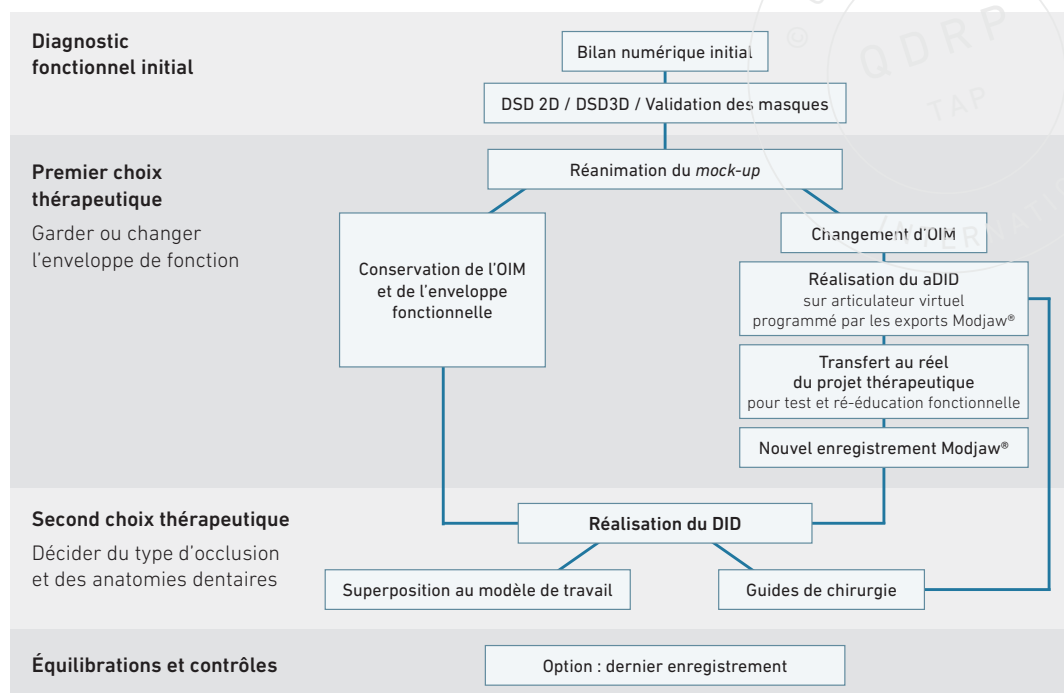 Diagnostic
fonctionnel initial
Bilan numérique initial
DSD 2D / DSD3D / Validation des masques
Premier choix
thérapeutique
Garder ou changer
l’enveloppe de fonction
Réanimation du mock-up
Conservation de l’OIM
et de l’enveloppe
fonctionnelle
Changement d’OIM
Réalisation du aDID
sur articulateur virtuel
programmé par les exports Modjaw®
Transfert au réel
du projet thérapeutique
pour test et ré-éducation fonctionnelle
Nouvel enregistrement Modjaw®
Second choix thérapeutique
Décider du type d’occlusion
et des anatomies dentaires
Réalisation du DID
Superposition au modèle de travail
Guides de chirurgie
Équilibrations et contrôles
Option : dernier enregistrement
©
QDRP
TAP